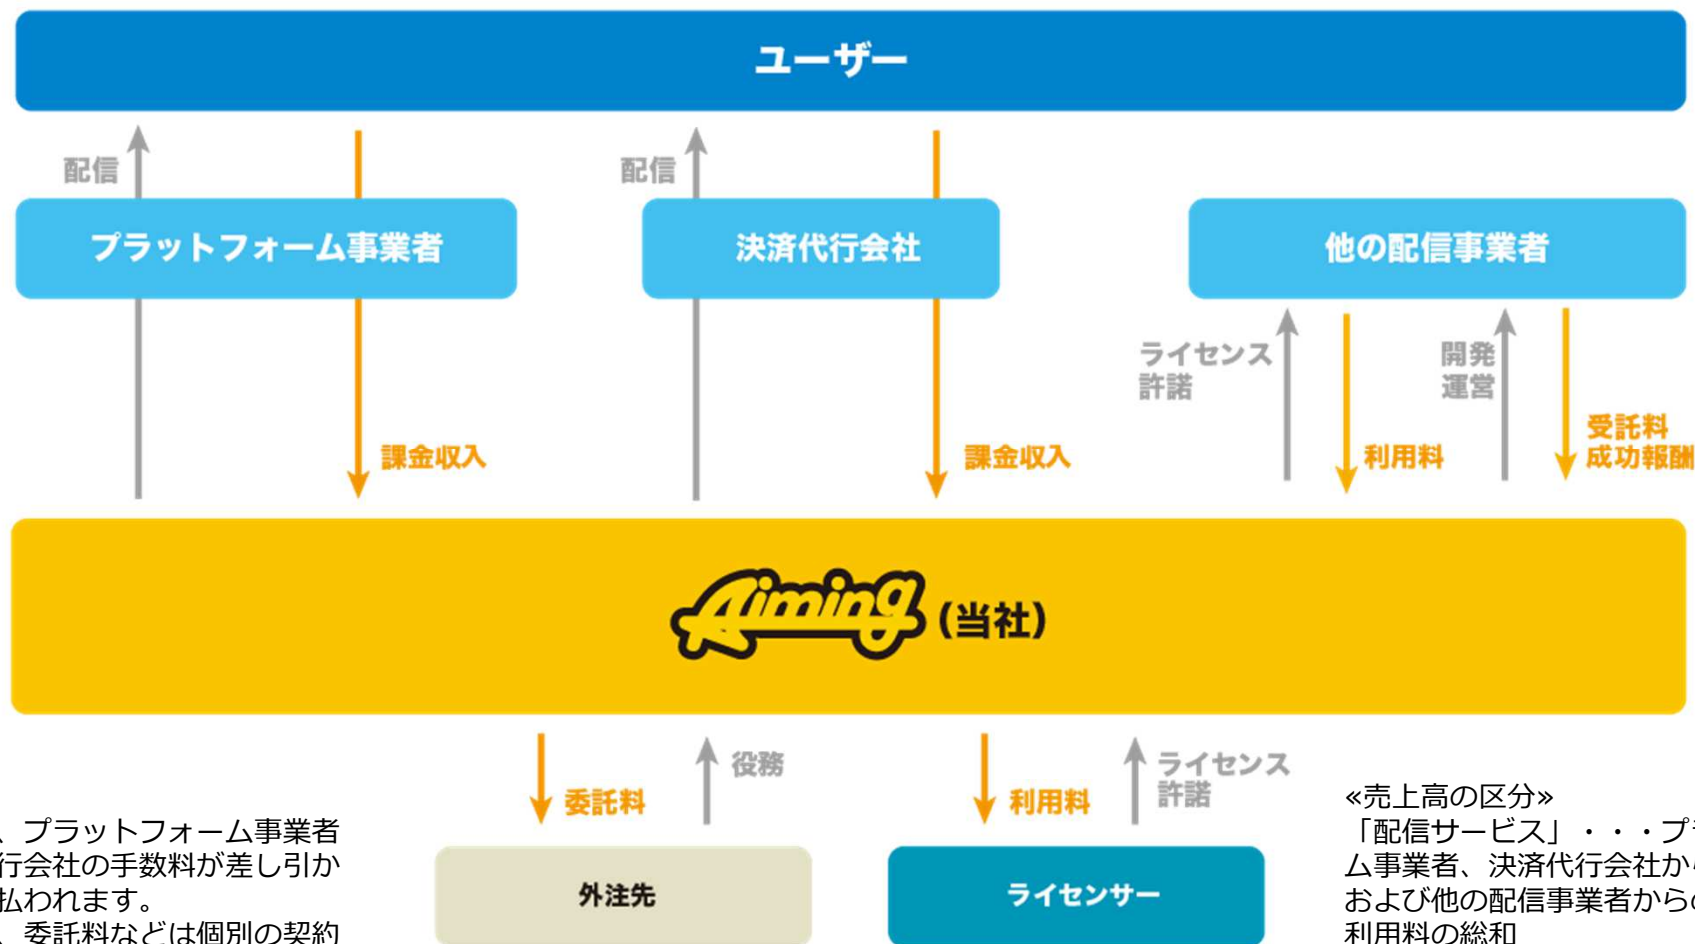 ユーザー
配信
配信
プラットフォーム事業者
決済代行会社
他の配信事業者
ライセンス
許諾
開発
運営
課金収入
課金収入
利用料
受託料
成功報酬
Aiming (当社)
委託料
役務
利用料
ライセンス
許諾
外注先
ライセンサー
、プラットフォーム事業者
行会社の手数料が差し引か
払われます。
、委託料などは個別の契約
«売上高の区分»
「配信サービス」・・・プラ
ム事業者、決済代行会社から
および他の配信事業者からの
利用料の総和